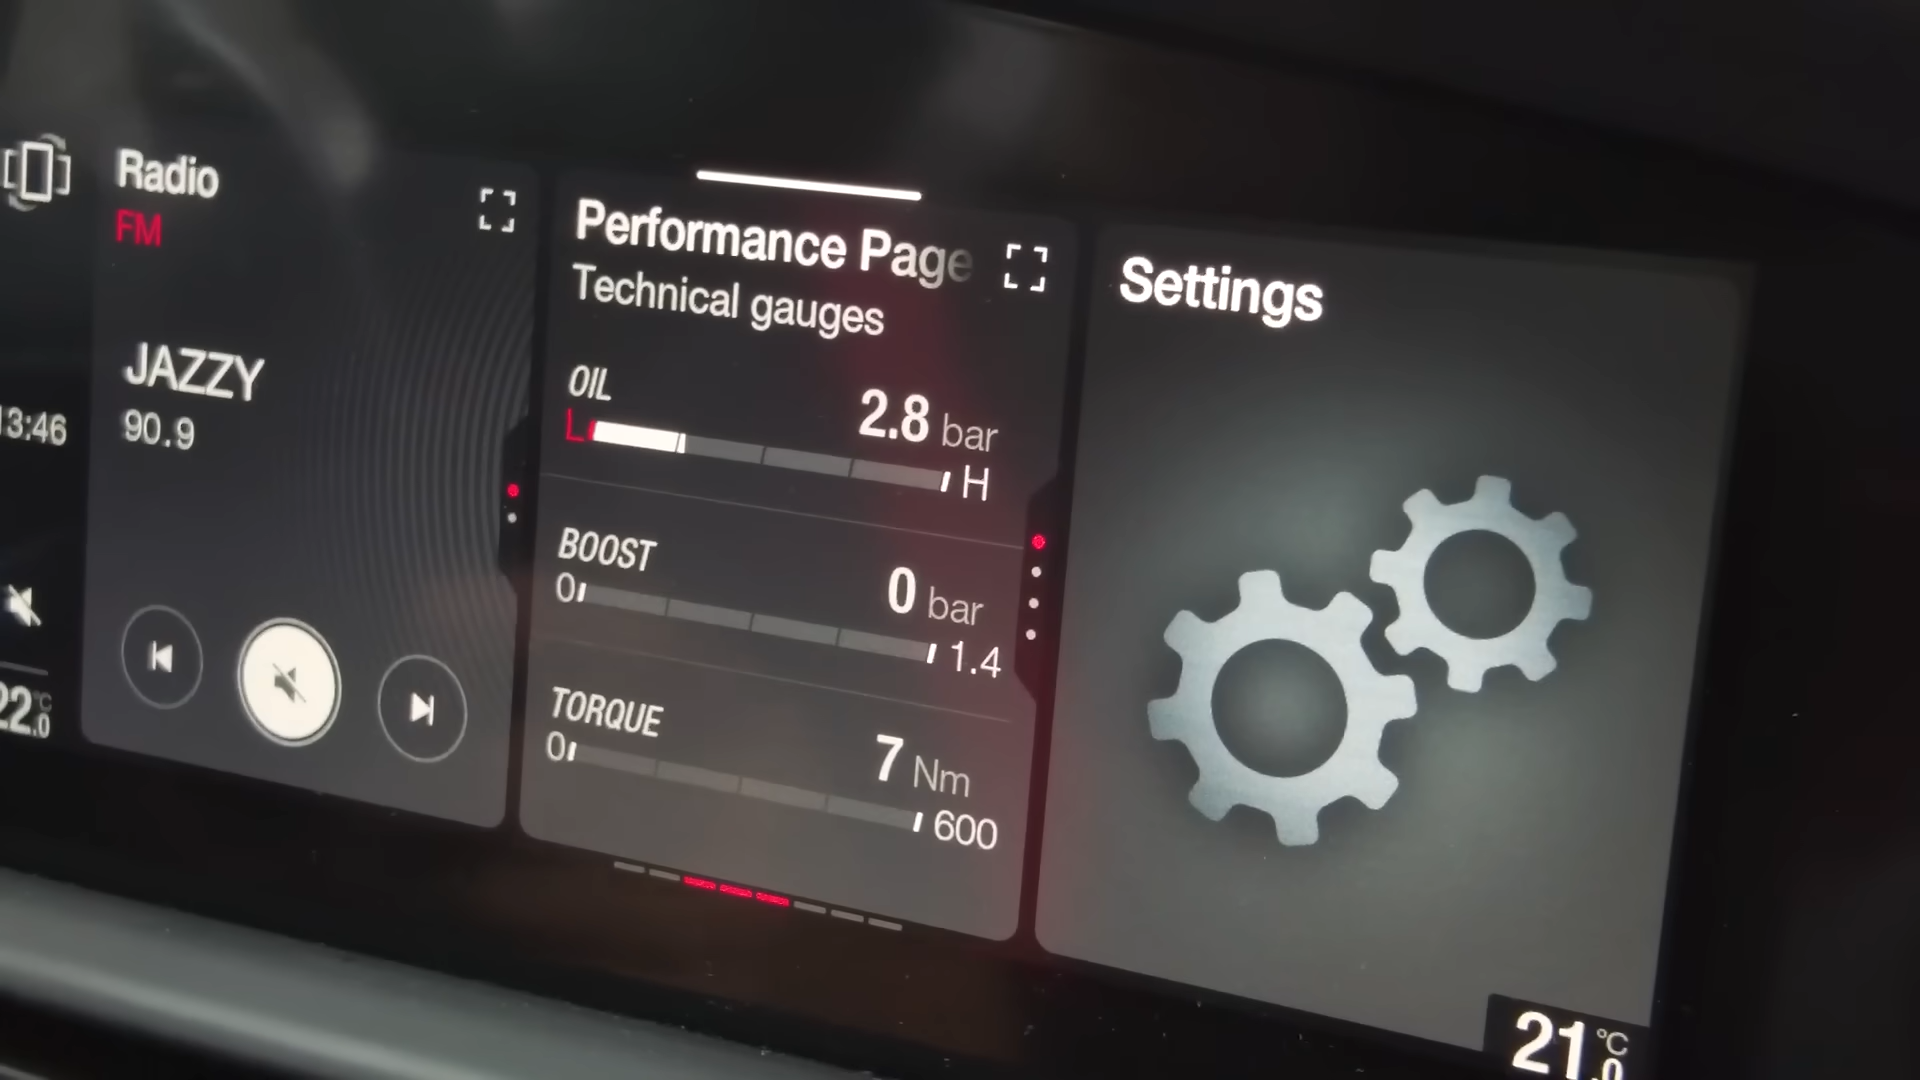 Radio
FM
JAZZY
90.9
13:46
22.0 °C
Performance Page
Technical gauges
OIL
2.8 bar
L H
BOOST
0 bar
0 1.4
TORQUE
7 Nm
0 600
Settings
21.0 °C